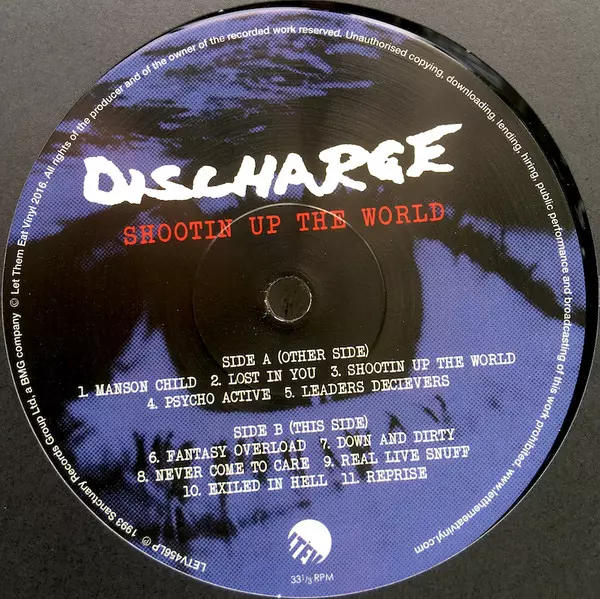 DISCHARGE
SHOOTIN UP THE WORLD
SIDE A (OTHER SIDE)
1. MANSON CHILD 2. LOST IN YOU 3. SHOOTIN UP THE WORLD
4. PSYCHO ACTIVE 5. LEADERS DECIEVERS
SIDE B (THIS SIDE)
6. FANTASY OVERLOAD 7. DOWN AND DIRTY
8. NEVER COME TO CARE 9. REAL LIVE SNUFF
10. EXILED IN HELL 11. REPRISE
33 1/3 RPM
LETV456LP ℗ 1993 Sanctuary Records Group Ltd, a BMG company © Let Them Eat Vinyl 2016. All rights of the producer and of the owner of the recorded work reserved. Unauthorised copying, downloading, lending, hiring, public performance and broadcasting of this work prohibited. www.letthemeatvinyl.com